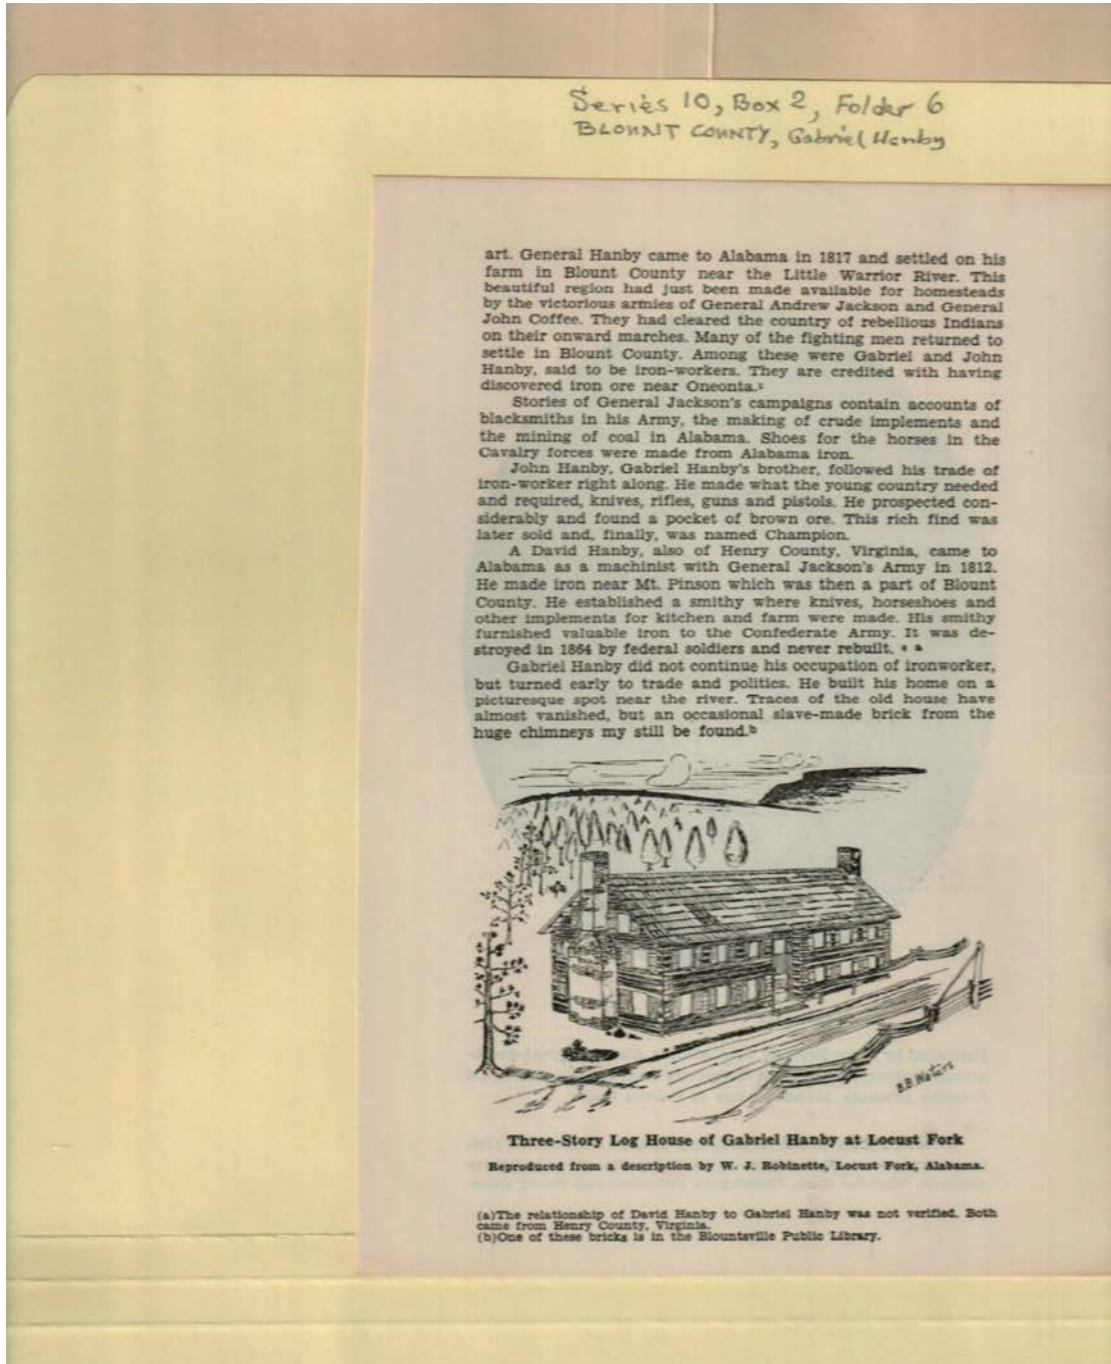 Series 10, Box 2, Folder 6
BLOUNT COUNTY, Gabriel Hanby
art. General Hanby came to Alabama in 1817 and settled on his
farm in Blount County near the Little Warrior River. This
beautiful region had just been made available for homesteads
by the victorious armies of General Andrew Jackson and General
John Coffee. They had cleared the country of rebellious Indians
on their onward marches. Many of the fighting men returned to
settle in Blount County. Among these were Gabriel and John
Hanby, said to be iron-workers. They are credited with having
discovered iron ore near Oneonta.
Stories of General Jackson's campaigns contain accounts of
blacksmiths in his Army, the making of crude implements and
the mining of coal in Alabama. Shoes for the horses in the
Cavalry forces were made from Alabama iron.
John Hanby, Gabriel Hanby's brother, followed his trade of
iron-worker right along. He made what the young country needed
and required, knives, rifles, guns and pistols. He prospected con-
siderably and found a pocket of brown ore. This rich find was
later sold and, finally, was named Champion.
A David Hanby, also of Henry County, Virginia, came to
Alabama as a machinist with General Jackson's Army in 1812.
He made iron near Mt. Pinson which was then a part of Blount
County. He established a smithy where knives, horseshoes and
other implements for kitchen and farm were made. His smithy
furnished valuable iron to the Confederate Army. It was de-
stroyed in 1864 by federal soldiers and never rebuilt.
Gabriel Hanby did not continue his occupation of ironworker,
but turned early to trade and politics. He built his home on a
picturesque spot near the river. Traces of the old house have
almost vanished, but an occasional slave-made brick from the
huge chimneys my still be found.b
B.B. Waters
Three-Story Log House of Gabriel Hanby at Locust Fork
Reproduced from a description by W. J. Robinette, Locust Fork, Alabama.
(a)The relationship of David Hanby to Gabriel Hanby was not verified. Both
came from Henry County, Virginia.
(b)One of these bricks is in the Blountsville Public Library.